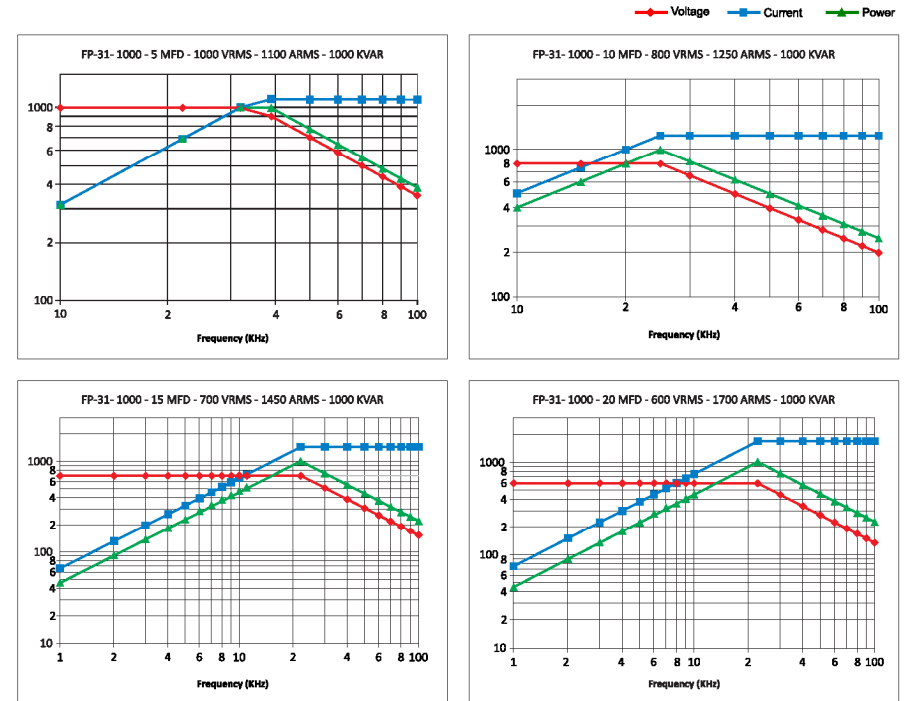 Voltage Current Power
FP-31- 1000 - 5 MFD - 1000 VRMS - 1100 ARMS - 1000 KVAR
1000
8
6
4
2
100
10 2 4 6 8 100
Frequency (KHz)
FP-31- 1000 - 10 MFD - 800 VRMS - 1250 ARMS - 1000 KVAR
1000
8
6
4
2
100
10 2 4 6 8 100
Frequency (KHz)
FP-31- 1000 - 15 MFD - 700 VRMS - 1450 ARMS - 1000 KVAR
1000
8
6
4
2
100
8
6
4
2
10
1 2 4 6 8 10 2 4 6 8 100
Frequency (KHz)
FP-31- 1000 - 20 MFD - 600 VRMS - 1700 ARMS - 1000 KVAR
1000
8
6
4
2
100
8
6
4
2
10
1 2 4 6 8 10 2 4 6 8 100
Frequency (KHz)